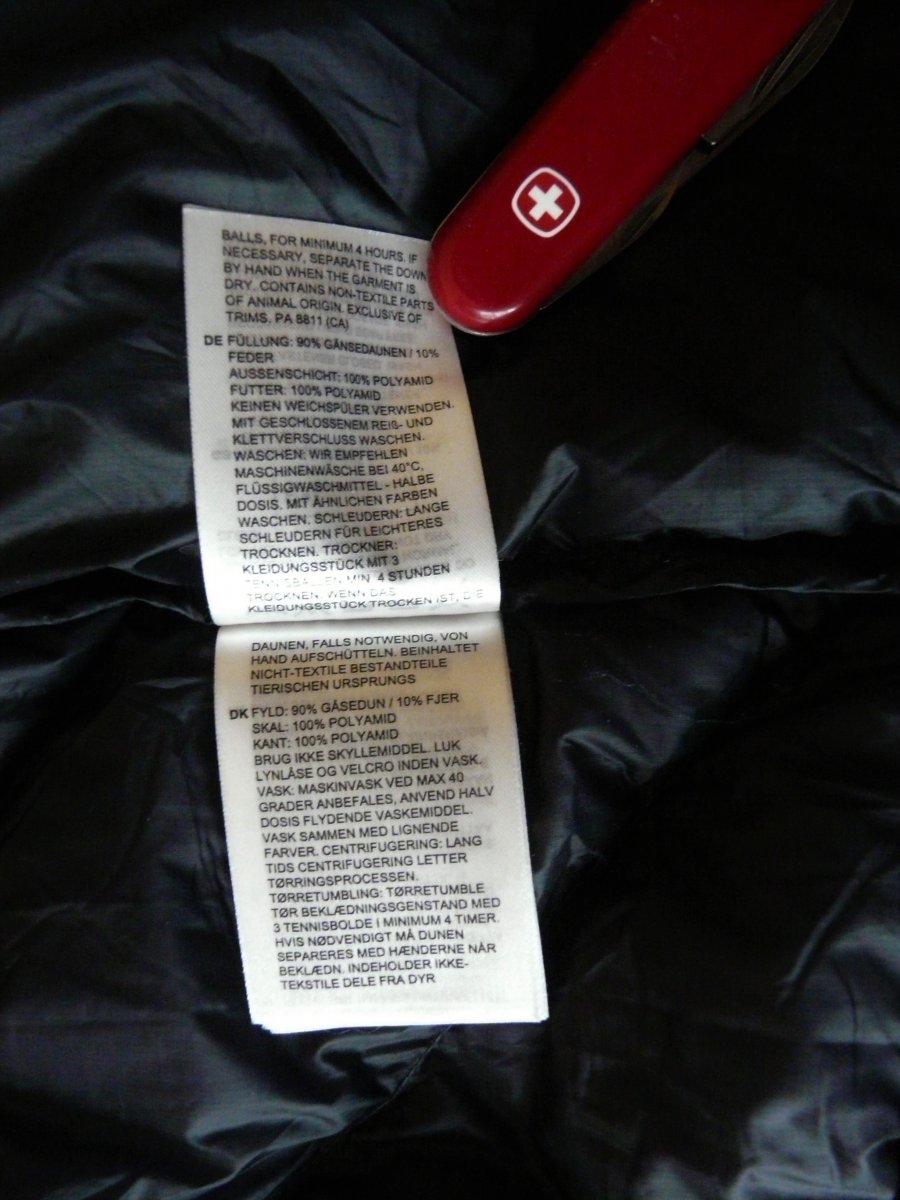 BALLS, FOR MINIMUM 4 HOURS. IF
NECESSARY, SEPARATE THE DOWN
BY HAND WHEN THE GARMENT IS
DRY. CONTAINS NON-TEXTILE PARTS
OF ANIMAL ORIGIN. EXCLUSIVE OF
TRIMS. PA 8811 (CA)
DE FÜLLUNG: 90% GÄNSEDAUNEN / 10%
FEDER
AUSSENSCHICHT: 100% POLYAMID
FUTTER: 100% POLYAMID
KEINEN WEICHSPÜLER VERWENDEN.
MIT GESCHLOSSENEM REIß- UND
KLETTVERSCHLUSS WASCHEN.
WASCHEN: WIR EMPFEHLEN
MASCHINENWÄSCHE BEI 40°C,
FLÜSSIGWASCHMITTEL - HALBE
DOSIS. MIT ÄHNLICHEN FARBEN
WASCHEN. SCHLEUDERN: LANGE
SCHLEUDERN FÜR LEICHTERES
TROCKNEN. TROCKNER:
KLEIDUNGSSTÜCK MIT 3
TENNISBÄLLEN MIN. 4 STUNDEN
TROCKNEN. WENN DAS
KLEIDUNGSSTÜCK TROCKEN IST, DIE
DAUNEN, FALLS NOTWENDIG, VON
HAND AUFSCHÜTTELN. BEINHALTET
NICHT-TEXTILE BESTANDTEILE
TIERISCHEN URSPRUNGS
DK FYLD: 90% GÅSEDUN / 10% FJER
SKAL: 100% POLYAMID
KANT: 100% POLYAMID
BRUG IKKE SKYLLEMIDDEL. LUK
LYNLÅSE OG VELCRO INDEN VASK.
VASK: MASKINVASK VED MAX 40
GRADER ANBEFALES, ANVEND HALV
DOSIS FLYDENDE VASKEMIDDEL.
VASK SAMMEN MED LIGNENDE
FARVER. CENTRIFUGERING: LANG
TIDS CENTRIFUGERING LETTER
TØRRINGSPROCESSEN.
TØRRETUMBLING: TØRRETUMBLE
TØR BEKLÆDNINGSGENSTAND MED
3 TENNISBOLDE I MINIMUM 4 TIMER.
HVIS NØDVENDIGT MÅ DUNEN
SEPARERES MED HÆNDERNE NÅR
BEKLÆDN. INDEHOLDER IKKE-
TEKSTILE DELE FRA DYR